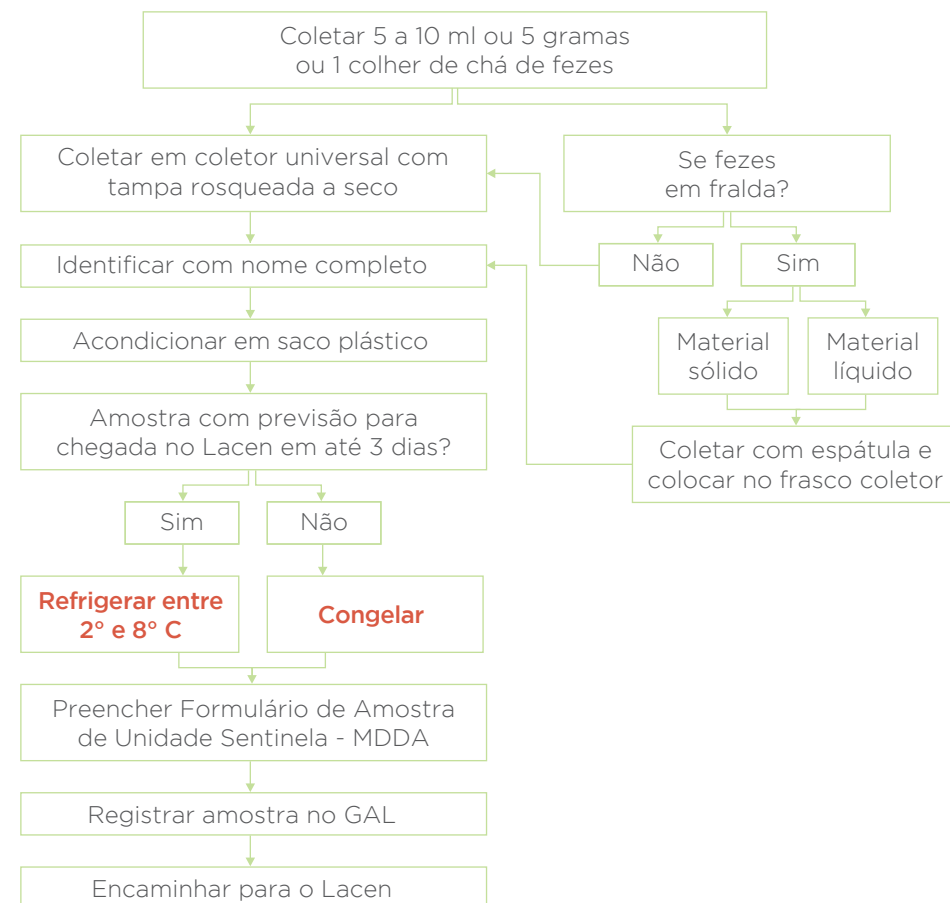 Coletar 5 a 10 ml ou 5 gramas
ou 1 colher de chá de fezes
Coletar em coletor universal com
tampa rosqueada a seco
Se fezes
em fralda?
Identificar com nome completo
Não
Sim
Acondicionar em saco plástico
Material
sólido
Material
líquido
Amostra com previsão para
chegada no Lacen em até 3 dias?
Coletar com espátula e
colocar no frasco coletor
Sim
Não
Refrigerar entre
2° e 8° C
Congelar
Preencher Formulário de Amostra
de Unidade Sentinela - MDDA
Registrar amostra no GAL
Encaminhar para o Lacen